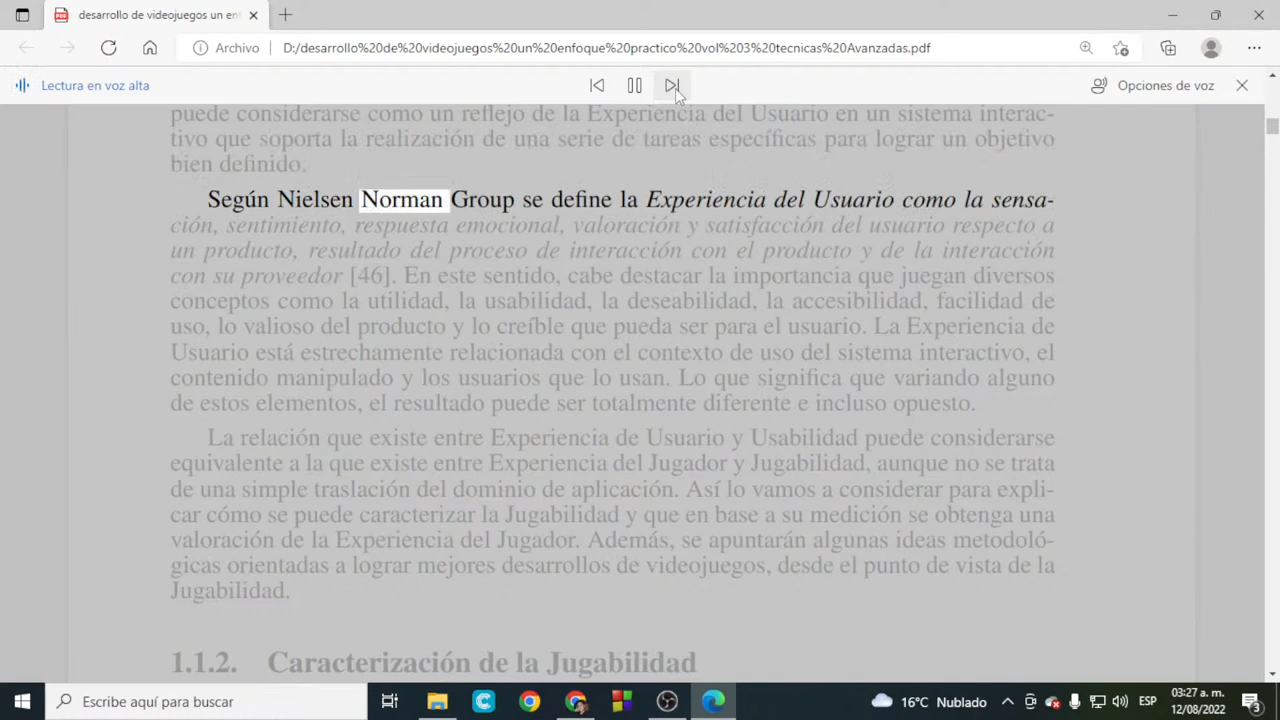 desarrollo de videojuegos un en
Archivo
D:/desarrollo%20de%20videojuegos%20un%20enfoque%20practico%20vol%203%20tecnicas%20Avanzadas.pdf
Lectura en voz alta
Opciones de voz
puede considerarse como un reflejo de la Experiencia del Usuario en un sistema interac-
tivo que soporta la realización de una serie de tareas específicas para lograr un objetivo
bien definido.
Según Nielsen Norman Group se define la Experiencia del Usuario como la sensa-
ción, sentimiento, respuesta emocional, valoración y satisfacción del usuario respecto a
un producto, resultado del proceso de interacción con el producto y de la interacción
con su proveedor [46]. En este sentido, cabe destacar la importancia que juegan diversos
conceptos como la utilidad, la usabilidad, la deseabilidad, la accesibilidad, facilidad de
uso, lo valioso del producto y lo creíble que pueda ser para el usuario. La Experiencia de
Usuario está estrechamente relacionada con el contexto de uso del sistema interactivo, el
contenido manipulado y los usuarios que lo usan. Lo que significa que variando alguno
de estos elementos, el resultado puede ser totalmente diferente e incluso opuesto.
La relación que existe entre Experiencia de Usuario y Usabilidad puede considerarse
equivalente a la que existe entre Experiencia del Jugador y Jugabilidad, aunque no se trata
de una simple traslación del dominio de aplicación. Así lo vamos a considerar para expli-
car cómo se puede caracterizar la Jugabilidad y que en base a su medición se obtenga una
valoración de la Experiencia del Jugador. Además, se apuntarán algunas ideas metodoló-
gicas orientadas a lograr mejores desarrollos de videojuegos, desde el punto de vista de la
Jugabilidad.
1.1.2. Caracterización de la Jugabilidad
Escribe aquí para buscar
16°C Nublado
ESP
03:27 a. m.
12/08/2022
3